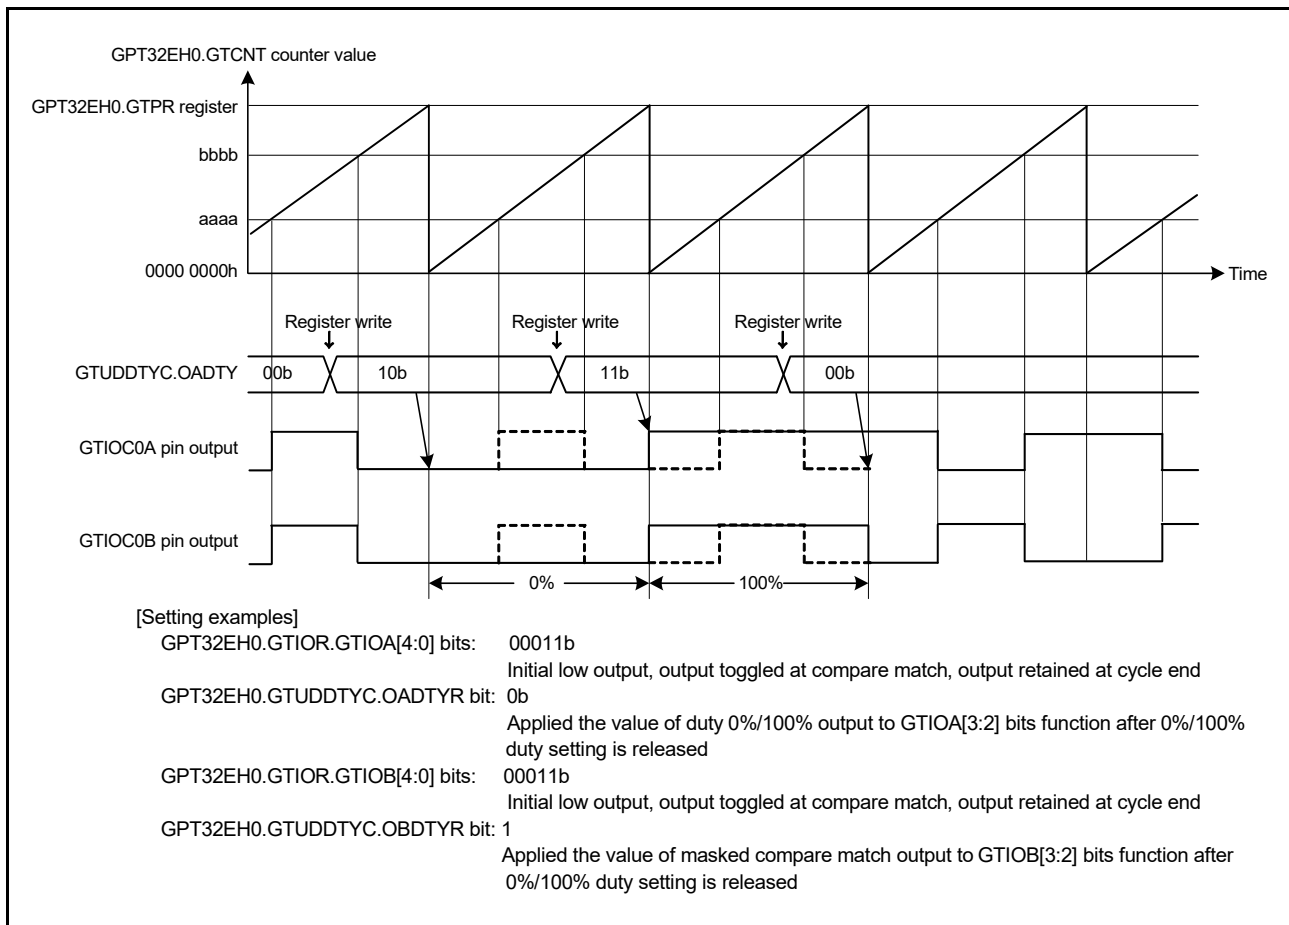 GPT32EH0.GTCNT counter value
GPT32EH0.GTPR register
bbbb
aaaa
0000 0000h
Time
Register write Register write Register write
GTUDDTYC.OADTY 00b 10b 11b 00b
GTIOC0A pin output
GTIOC0B pin output
0% 100%
[Setting examples]
GPT32EH0.GTIOR.GTIOA[4:0] bits: 00011b
Initial low output, output toggled at compare match, output retained at cycle end
GPT32EH0.GTUDDTYC.OADTYR bit: 0b
Applied the value of duty 0%/100% output to GTIOA[3:2] bits function after 0%/100%
duty setting is released
GPT32EH0.GTIOR.GTIOB[4:0] bits: 00011b
Initial low output, output toggled at compare match, output retained at cycle end
GPT32EH0.GTUDDTYC.OBDTYR bit: 1
Applied the value of masked compare match output to GTIOB[3:2] bits function after
0%/100% duty setting is released